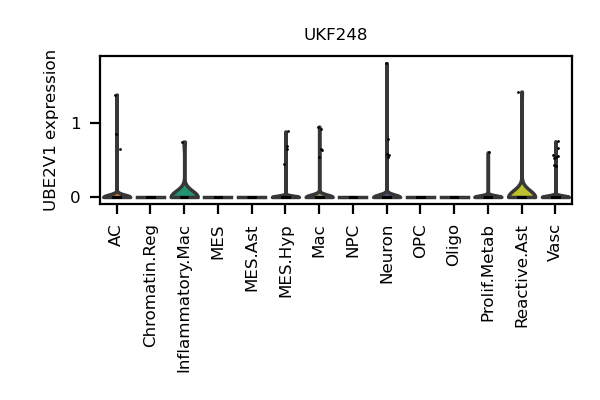 UKF248
UBE2V1 expression
1
0
AC
Chromatin.Reg
Inflammatory.Mac
MES
MES.Ast
MES.Hyp
Mac
NPC
Neuron
OPC
Oligo
Prolif.Metab
Reactive.Ast
Vasc